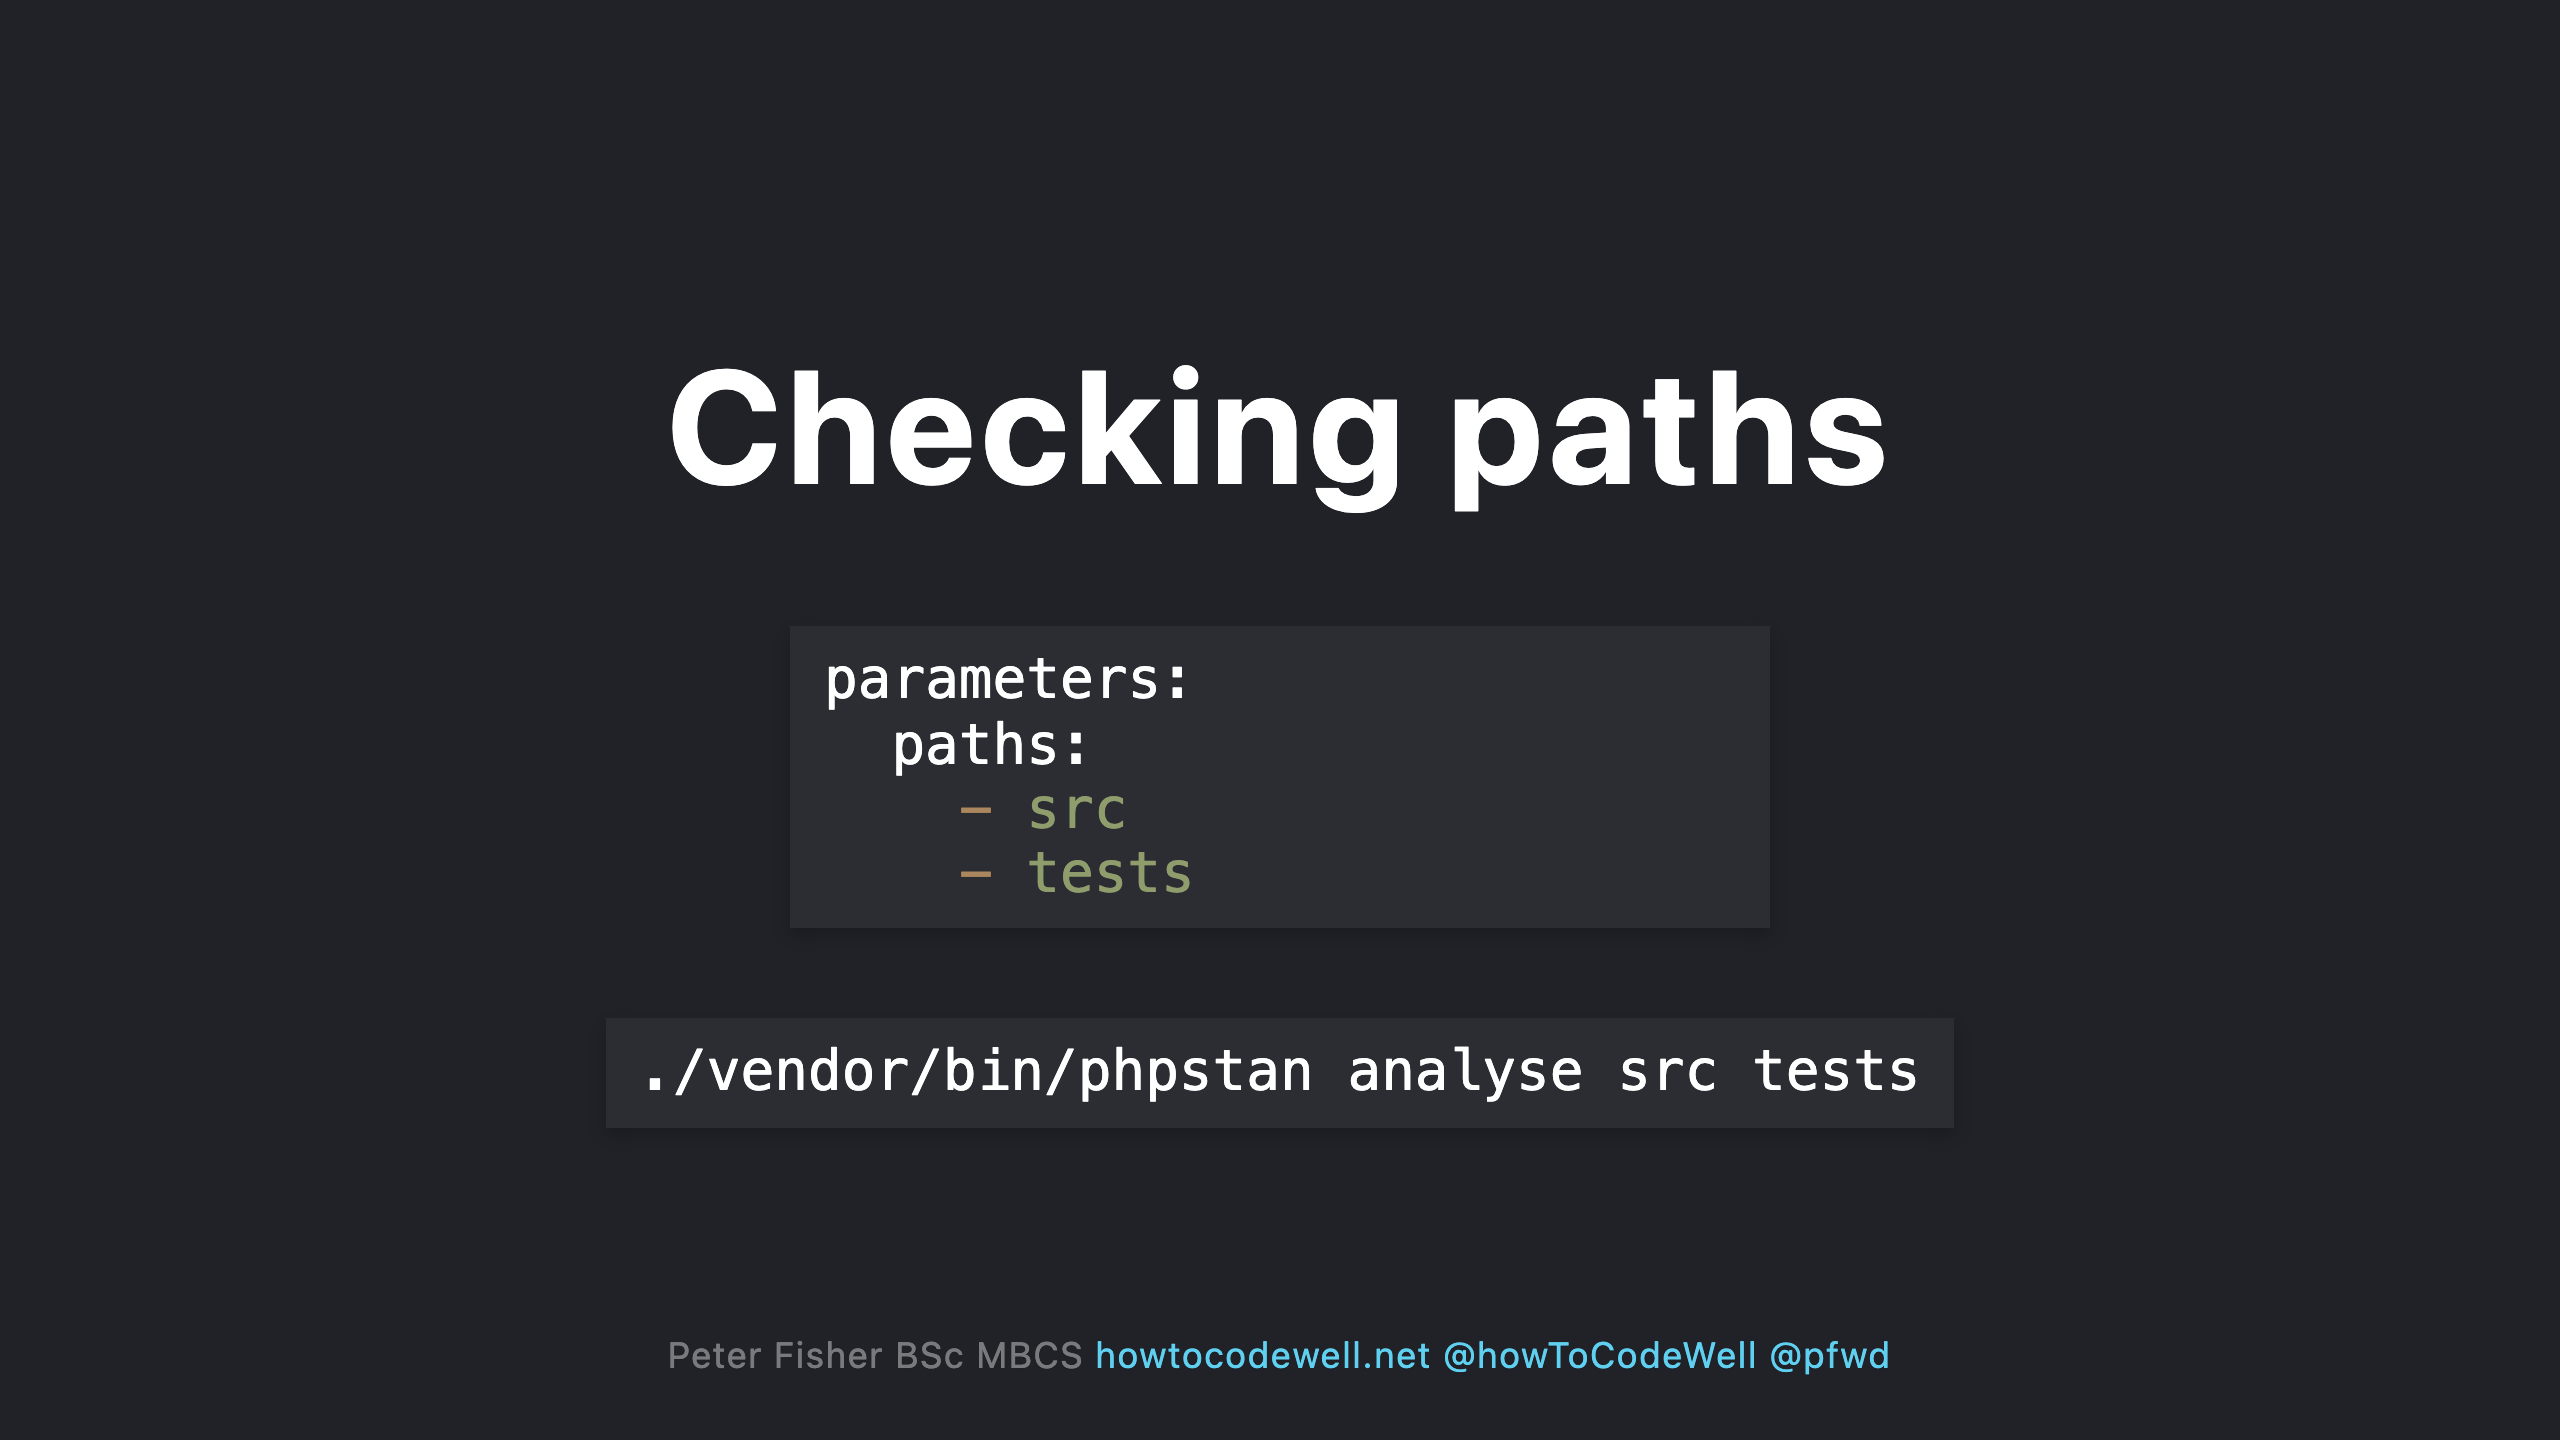 Checking paths
parameters:
  paths:
    - src
    - tests
./vendor/bin/phpstan analyse src tests
Peter Fisher BSc MBCS howtocodewell.net @howToCodeWell @pfwd